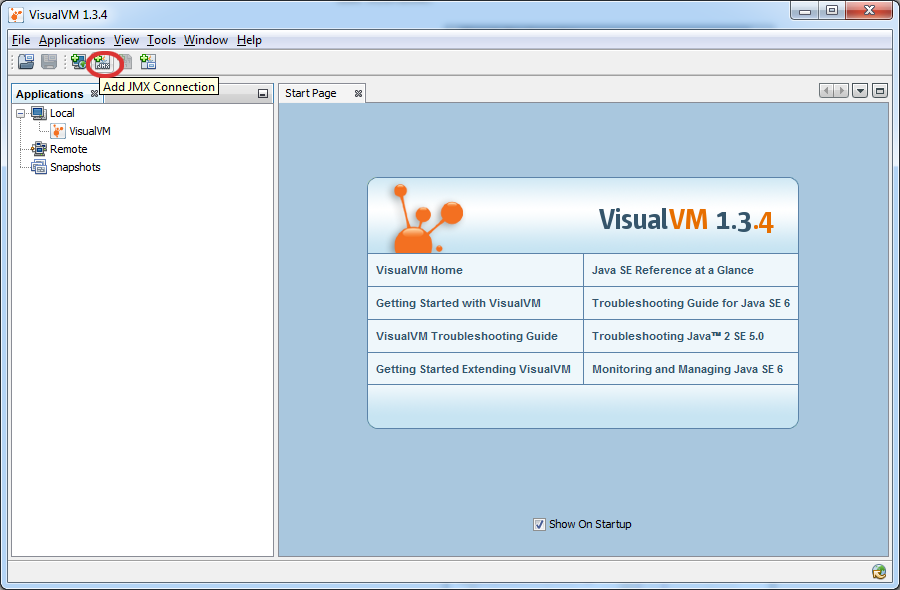 VisualVM 1.3.4
File Applications View Tools Window Help
JMX
Add JMX Connection
Applications
Start Page
Local
VisualVM
Remote
Snapshots
VisualVM 1.3.4
VisualVM Home
Java SE Reference at a Glance
Getting Started with VisualVM
Troubleshooting Guide for Java SE 6
VisualVM Troubleshooting Guide
Troubleshooting Java™ 2 SE 5.0
Getting Started Extending VisualVM
Monitoring and Managing Java SE 6
Show On Startup